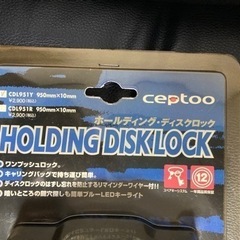 CDL951Y 950mm×10mm
¥2,900(税込)
CDL951R 950mm×10mm
¥2,900(税込)
ceptoo
ホールディング・ディスクロック
HOLDING DISK LOCK
● ワンプッシュロック。
● キャリングバッグで持ち運び簡単。
● ディスクロックのはずし忘れを防止するリマインダーワイヤー付!!
● 暗いところの鍵穴照しも簡単ブルーLEDキーライト
12